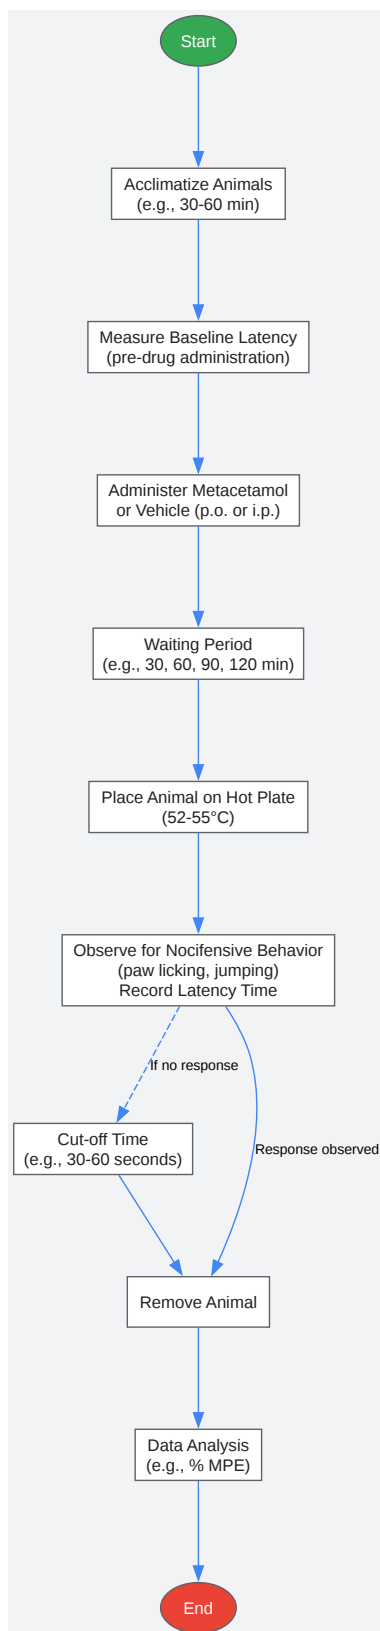 Start
Acclimatize Animals
(e.g., 30-60 min)
Measure Baseline Latency
(pre-drug administration)
Administer Metacetamol
or Vehicle (p.o. or i.p.)
Waiting Period
(e.g., 30, 60, 90, 120 min)
Place Animal on Hot Plate
(52-55°C)
Observe for Nocifensive Behavior
(paw licking, jumping)
Record Latency Time
If no response
Cut-off Time
(e.g., 30-60 seconds)
Response observed
Remove Animal
Data Analysis
(e.g., % MPE)
End